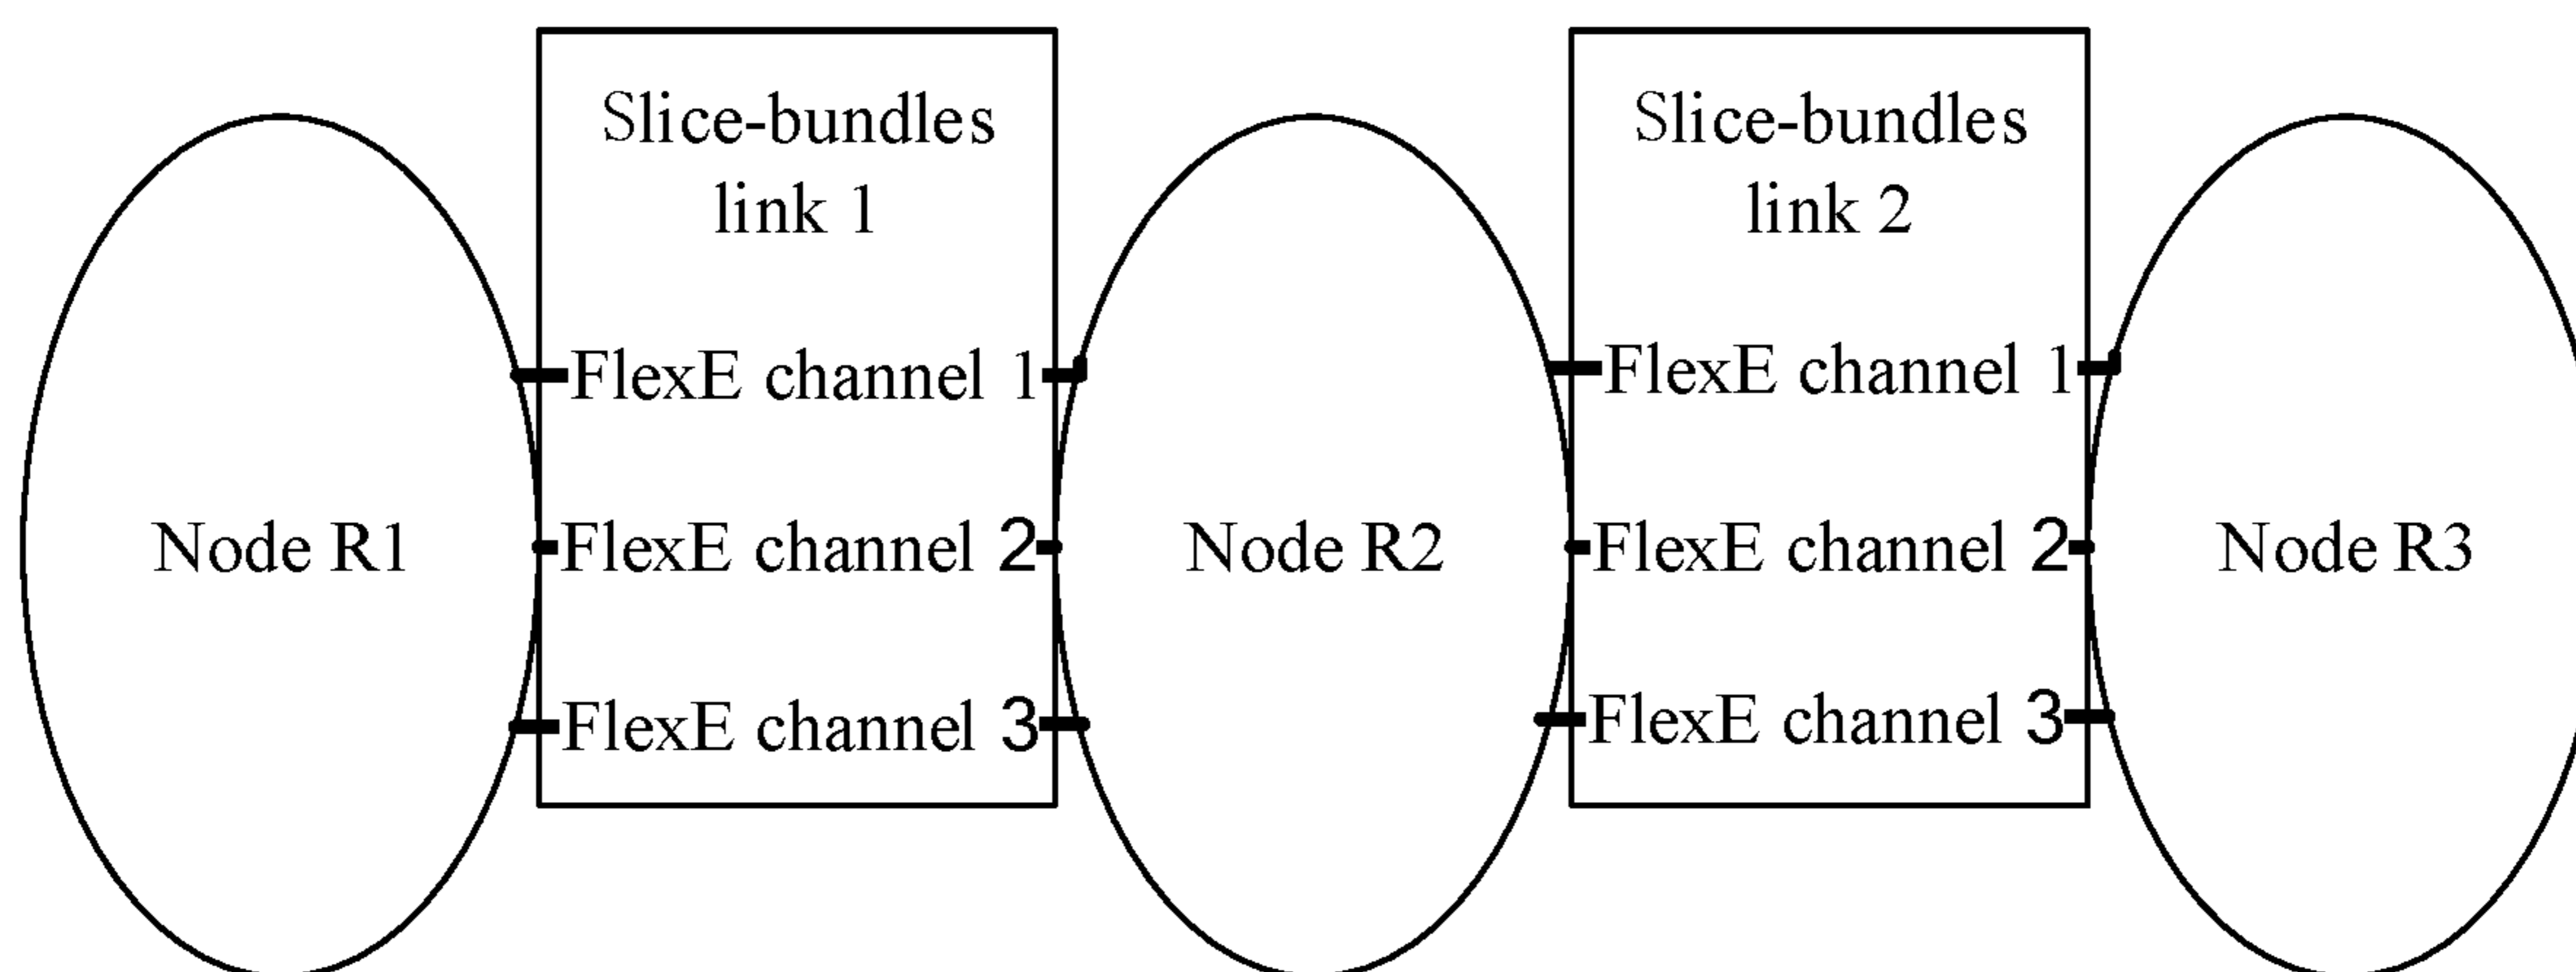 Node R1
Slice-bundles
link 1
FlexE channel 1
FlexE channel 2
FlexE channel 3
Node R2
Slice-bundles
link 2
FlexE channel 1
FlexE channel 2
FlexE channel 3
Node R3